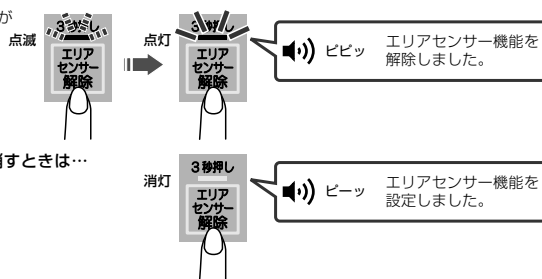 が
点滅
3秒押し
エリア
センサー
解除
点灯
3秒押し
エリア
センサー
解除
ピピッ
エリアセンサー機能を
解除しました。
消すときは…
消灯
3秒押し
エリア
センサー
解除
ピーッ
エリアセンサー機能を
設定しました。